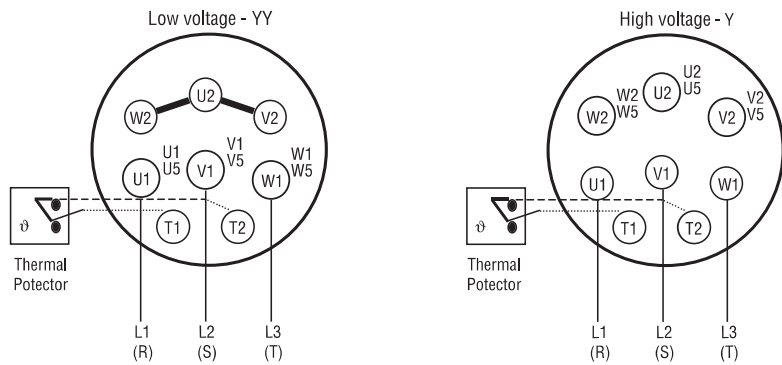 Low voltage - YY
U2
W2
V2
U1
U5
V1
V5
W1
W5
U1
V1
W1
T1
T2
ϑ
Thermal
Potector
L1
(R)
L2
(S)
L3
(T)
High voltage - Y
U2
U5
W2
W5
V2
V5
U2
W2
V2
U1
V1
W1
T1
T2
ϑ
Thermal
Potector
L1
(R)
L2
(S)
L3
(T)